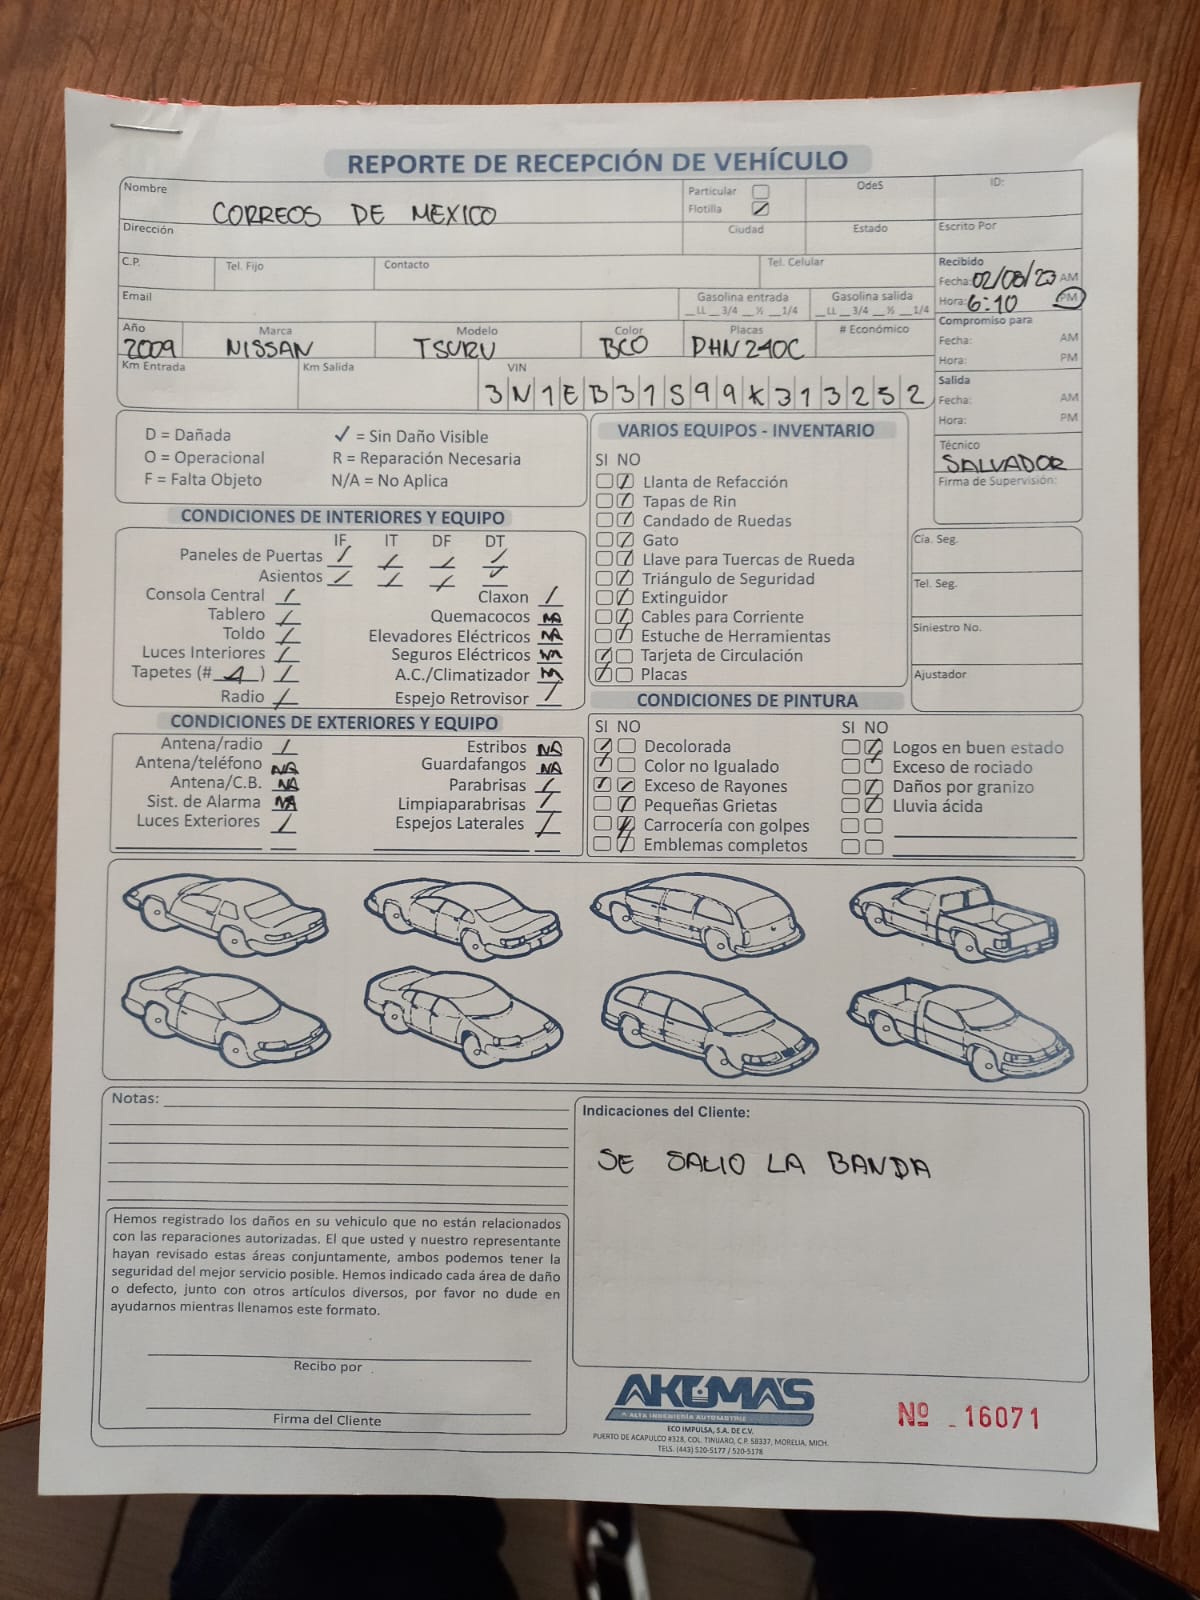 REPORTE DE RECEPCIÓN DE VEHÍCULO
Nombre CORREOS DE MEXICO Particular Flotilla OdeS ID:
Dirección Ciudad Estado Escrito Por
C.P. Tel. Fijo Contacto Tel. Celular
Recibido
Fecha: 02/08/23 AM
Hora: 6:10 PM
Email Gasolina entrada __LL __3/4 __½ __1/4 Gasolina salida __LL __3/4 __½ __1/4
Compromiso para
Fecha: AM
Hora: PM
Año Marca Modelo Color Placas # Económico
2009 NISSAN TSURU BCO PHN240C
Km Entrada Km Salida VIN
3N1EB31S99K313252
Salida
Fecha: AM
Hora: PM
Técnico
SALVADOR
Firma de Supervisión:
D = Dañada ✓ = Sin Daño Visible
O = Operacional R = Reparación Necesaria
F = Falta Objeto N/A = No Aplica
CONDICIONES DE INTERIORES Y EQUIPO
IF IT DF DT
Paneles de Puertas
Asientos
Consola Central Claxon
Tablero Quemacocos NA
Toldo Elevadores Eléctricos NA
Luces Interiores Seguros Eléctricos NA
Tapetes (# 4 ) A.C./Climatizador NA
Radio Espejo Retrovisor
VARIOS EQUIPOS - INVENTARIO
SI NO
Llanta de Refacción
Tapas de Rin
Candado de Ruedas
Gato
Llave para Tuercas de Rueda
Triángulo de Seguridad
Extinguidor
Cables para Corriente
Estuche de Herramientas
Tarjeta de Circulación
Placas
Cía. Seg.
Tel. Seg.
Siniestro No.
Ajustador
CONDICIONES DE EXTERIORES Y EQUIPO
Antena/radio Estribos NA
Antena/teléfono NA Guardafangos NA
Antena/C.B. NA Parabrisas
Sist. de Alarma NA Limpiaparabrisas
Luces Exteriores Espejos Laterales
CONDICIONES DE PINTURA
SI NO SI NO
Decolorada Logos en buen estado
Color no Igualado Exceso de rociado
Exceso de Rayones Daños por granizo
Pequeñas Grietas Lluvia ácida
Carrocería con golpes
Emblemas completos
Notas:
Indicaciones del Cliente:
SE SALIO LA BANDA
Hemos registrado los daños en su vehiculo que no están relacionados
con las reparaciones autorizadas. El que usted y nuestro representante
hayan revisado estas áreas conjuntamente, ambos podemos tener la
seguridad del mejor servicio posible. Hemos indicado cada área de daño
o defecto, junto con otros artículos diversos, por favor no dude en
ayudarnos mientras llenamos este formato.
Recibo por
Firma del Cliente
AKUMA'S
ALTA INGENIERÍA AUTOMOTRIZ
ECO IMPULSA, S.A. DE C.V.
PUERTO DE ACAPULCO #328, COL. TINIJARO, C.P. 58337, MORELIA, MICH.
TELS. (443) 520-5177 / 520-5178
Nº 16071